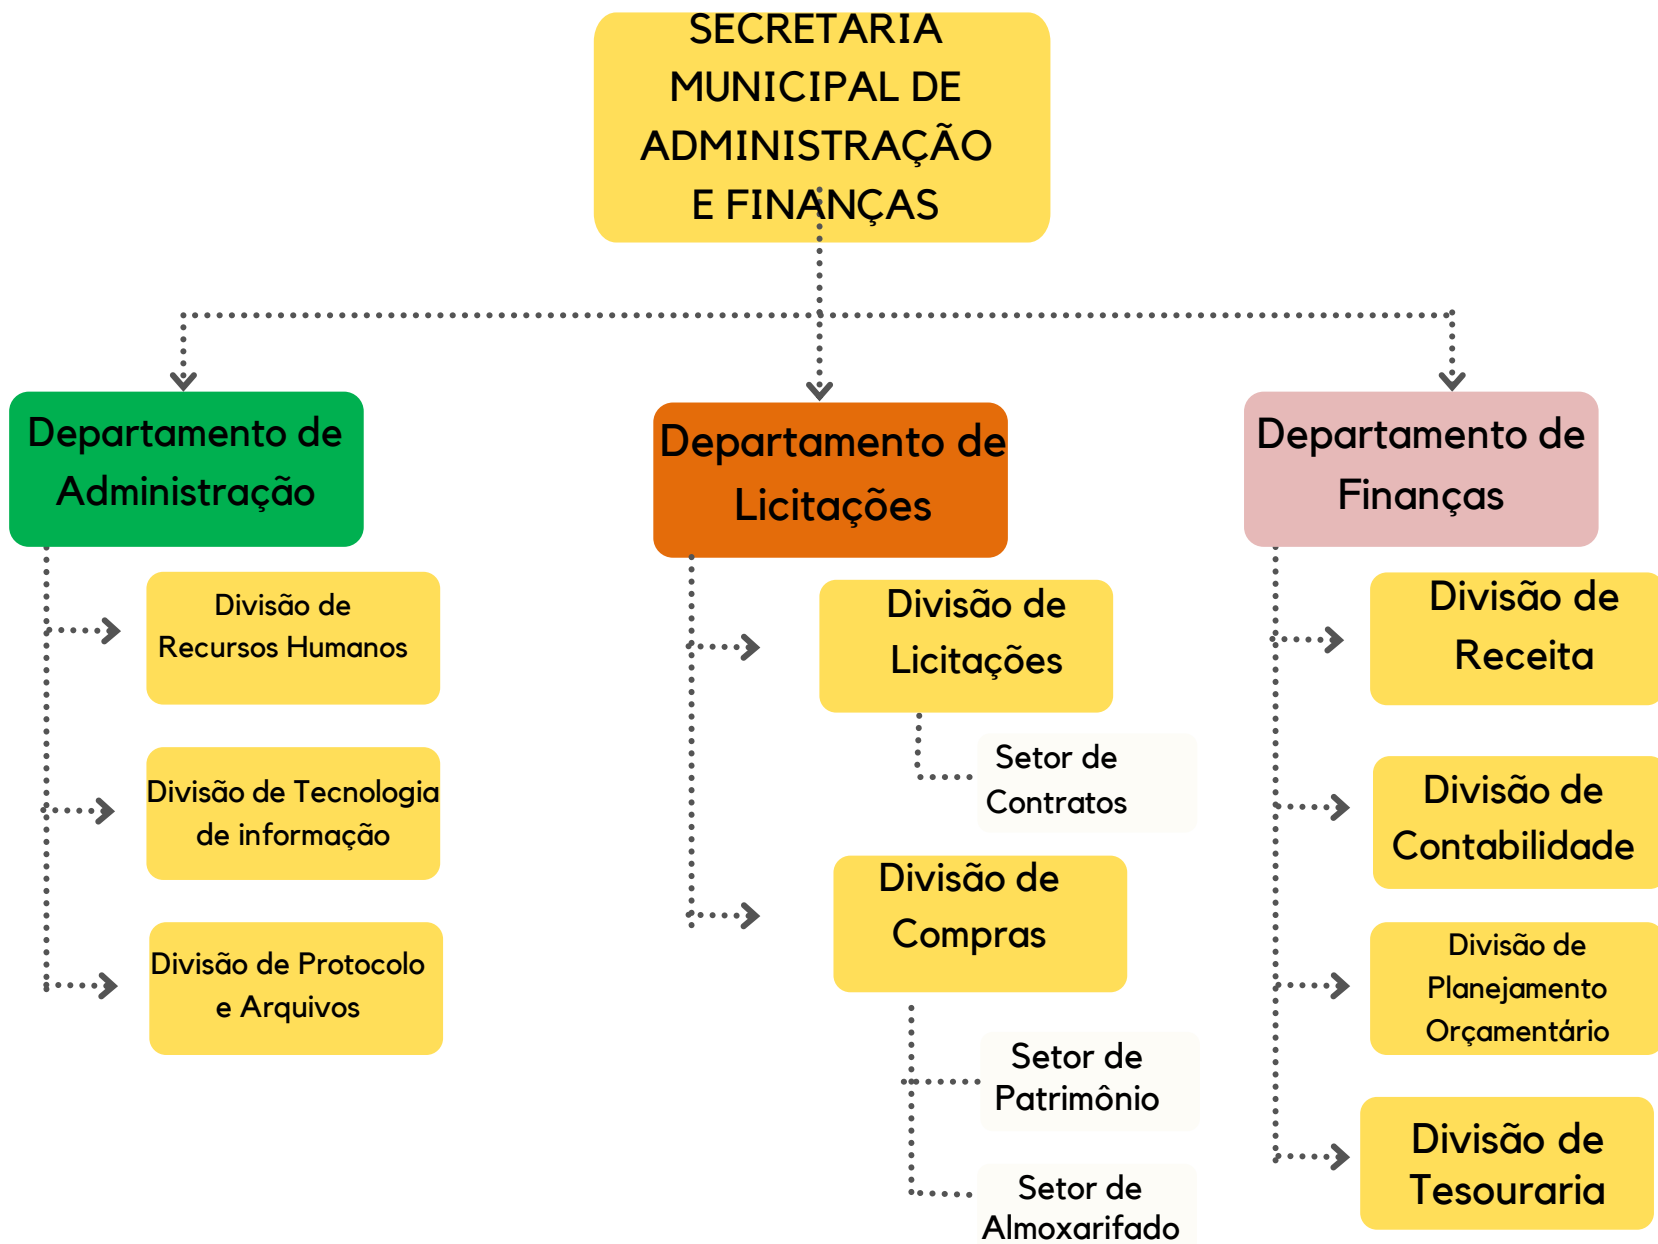 SECRETARIA
MUNICIPAL DE
ADMINISTRAÇÃO
E FINANÇAS
Departamento de
Administração
Divisão de
Recursos Humanos
Divisão de Tecnologia
de informação
Divisão de Protocolo
e Arquivos
Departamento de
Licitações
Divisão de
Licitações
Setor de
Contratos
Divisão de
Compras
Setor de
Patrimônio
Setor de
Almoxarifado
Departamento de
Finanças
Divisão de
Receita
Divisão de
Contabilidade
Divisão de
Planejamento
Orçamentário
Divisão de
Tesouraria